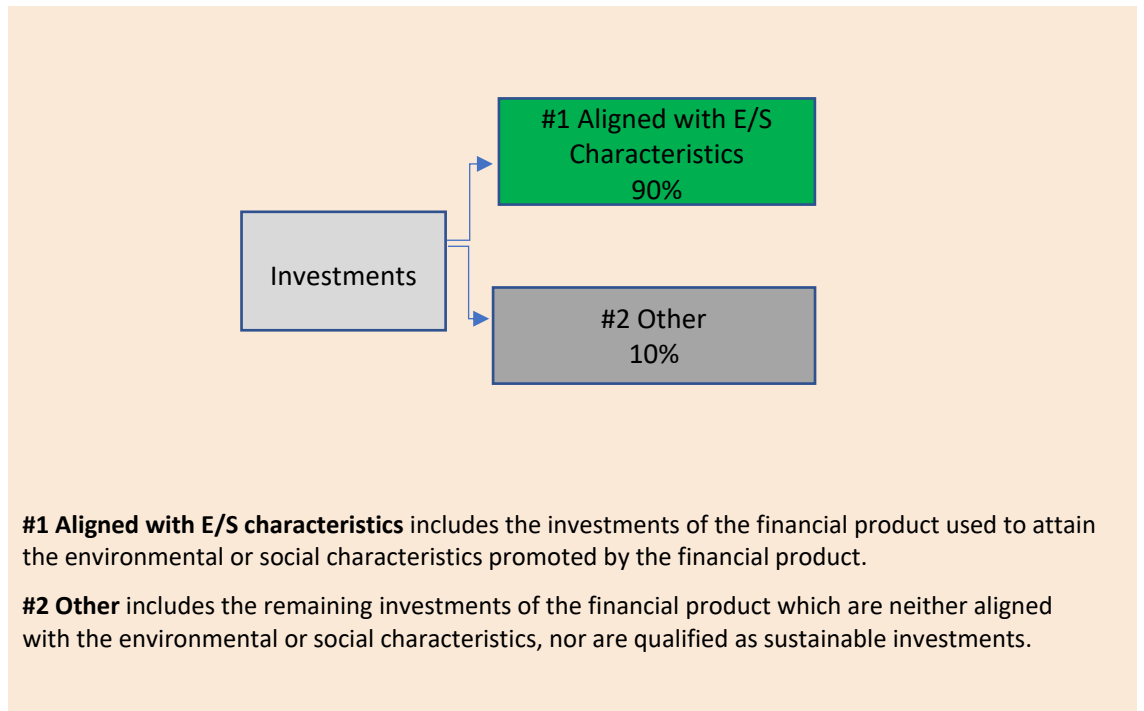 #1 Aligned with E/S
Characteristics
90%
Investments
#2 Other
10%
#1 Aligned with E/S characteristics includes the investments of the financial product used to attain
the environmental or social characteristics promoted by the financial product.
#2 Other includes the remaining investments of the financial product which are neither aligned
with the environmental or social characteristics, nor are qualified as sustainable investments.